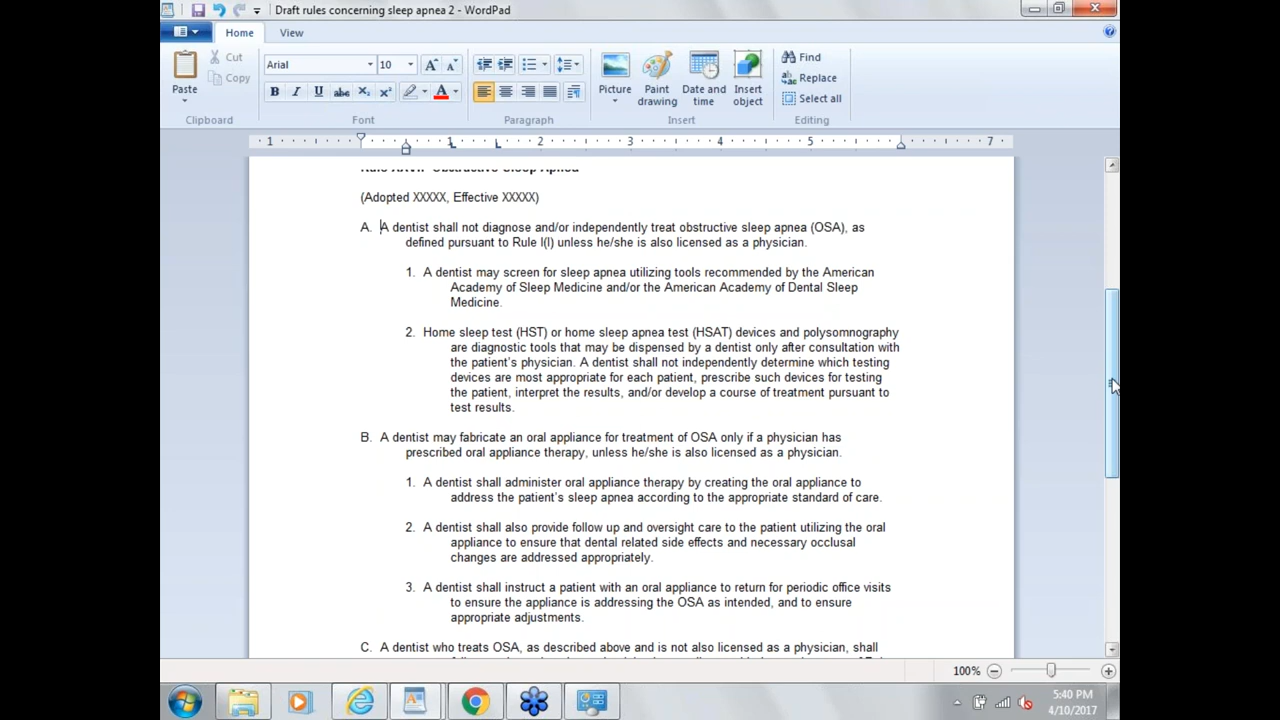 Draft rules concerning sleep apnea 2 - WordPad
Home View
Paste
Cut
Copy
Clipboard
Arial 10
Font
Paragraph
Picture
Paint drawing
Date and time
Insert object
Insert
Find
Replace
Select all
Editing
1 1 2 3 4 5 7
(Adopted XXXXX, Effective XXXXX)
A. A dentist shall not diagnose and/or independently treat obstructive sleep apnea (OSA), as
defined pursuant to Rule I(I) unless he/she is also licensed as a physician.
1. A dentist may screen for sleep apnea utilizing tools recommended by the American
Academy of Sleep Medicine and/or the American Academy of Dental Sleep
Medicine.
2. Home sleep test (HST) or home sleep apnea test (HSAT) devices and polysomnography
are diagnostic tools that may be dispensed by a dentist only after consultation with
the patient's physician. A dentist shall not independently determine which testing
devices are most appropriate for each patient, prescribe such devices for testing
the patient, interpret the results, and/or develop a course of treatment pursuant to
test results.
B. A dentist may fabricate an oral appliance for treatment of OSA only if a physician has
prescribed oral appliance therapy, unless he/she is also licensed as a physician.
1. A dentist shall administer oral appliance therapy by creating the oral appliance to
address the patient's sleep apnea according to the appropriate standard of care.
2. A dentist shall also provide follow up and oversight care to the patient utilizing the oral
appliance to ensure that dental related side effects and necessary occlusal
changes are addressed appropriately.
3. A dentist shall instruct a patient with an oral appliance to return for periodic office visits
to ensure the appliance is addressing the OSA as intended, and to ensure
appropriate adjustments.
C. A dentist who treats OSA, as described above and is not also licensed as a physician, shall
100%
5:40 PM
4/10/2017